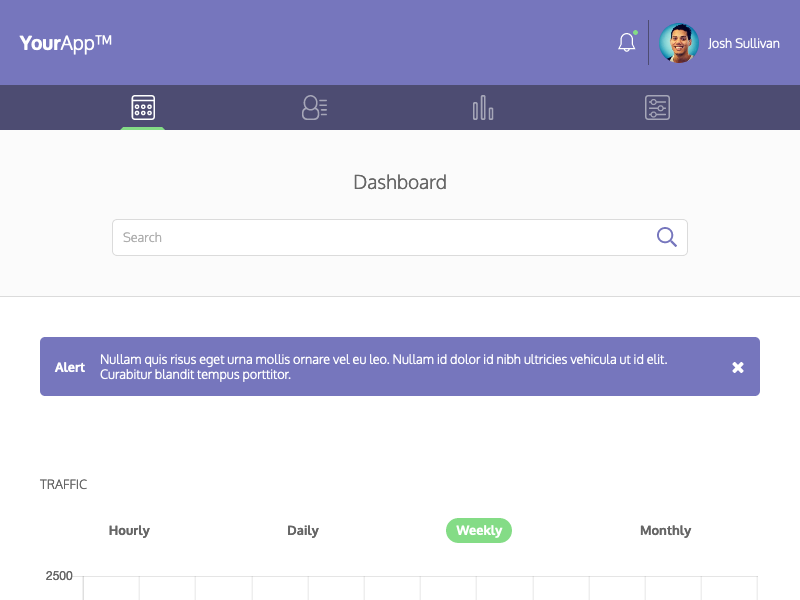 YourApp™
Josh Sullivan
Dashboard
Search
Alert
Nullam quis risus eget urna mollis ornare vel eu leo. Nullam id dolor id nibh ultricies vehicula ut id elit.
Curabitur blandit tempus porttitor.
TRAFFIC
Hourly
Daily
Weekly
Monthly
2500